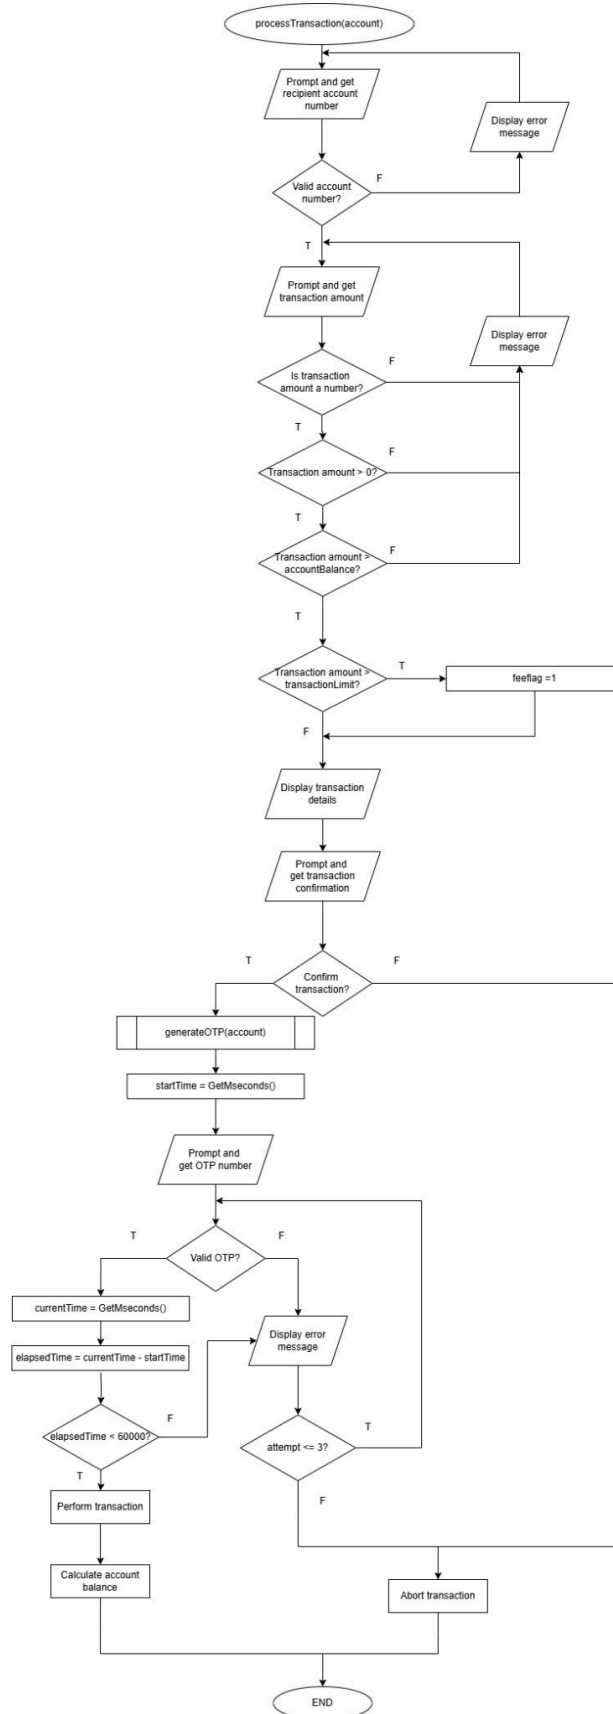 processTransaction(account)
Prompt and get
recipient account
number
Display error
message
Valid account
number?
F
T
Prompt and get
transaction amount
Display error
message
Is transaction
amount a number?
F
T
Transaction amount > 0?
F
T
Transaction amount >
accountBalance?
F
T
Transaction amount >
transactionLimit?
T
feeflag =1
F
Display transaction
details
Prompt and
get transaction
confirmation
T
F
Confirm
transaction?
generateOTP(account)
startTime = GetMseconds()
Prompt and
get OTP number
T
F
Valid OTP?
currentTime = GetMseconds()
Display error
message
elapsedTime = currentTime - startTime
F
elapsedTime < 60000?
T
attempt <= 3?
T
F
Perform transaction
Calculate account
balance
Abort transaction
END